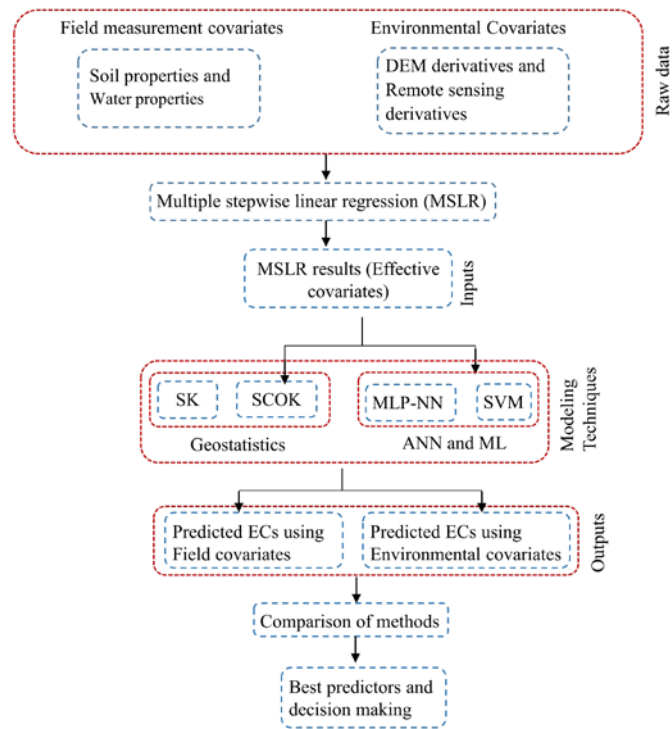 Field measurement covariates
Environmental Covariates
Soil properties and
Water properties
DEM derivatives and
Remote sensing
derivatives
Raw data
Multiple stepwise linear regression (MSLR)
MSLR results (Effective
covariates)
Inputs
SK
SCOK
MLP-NN
SVM
Geostatistics
ANN and ML
Modeling
Techniques
Predicted ECs using
Field covariates
Predicted ECs using
Environmental covariates
Outputs
Comparison of methods
Best predictors and
decision making